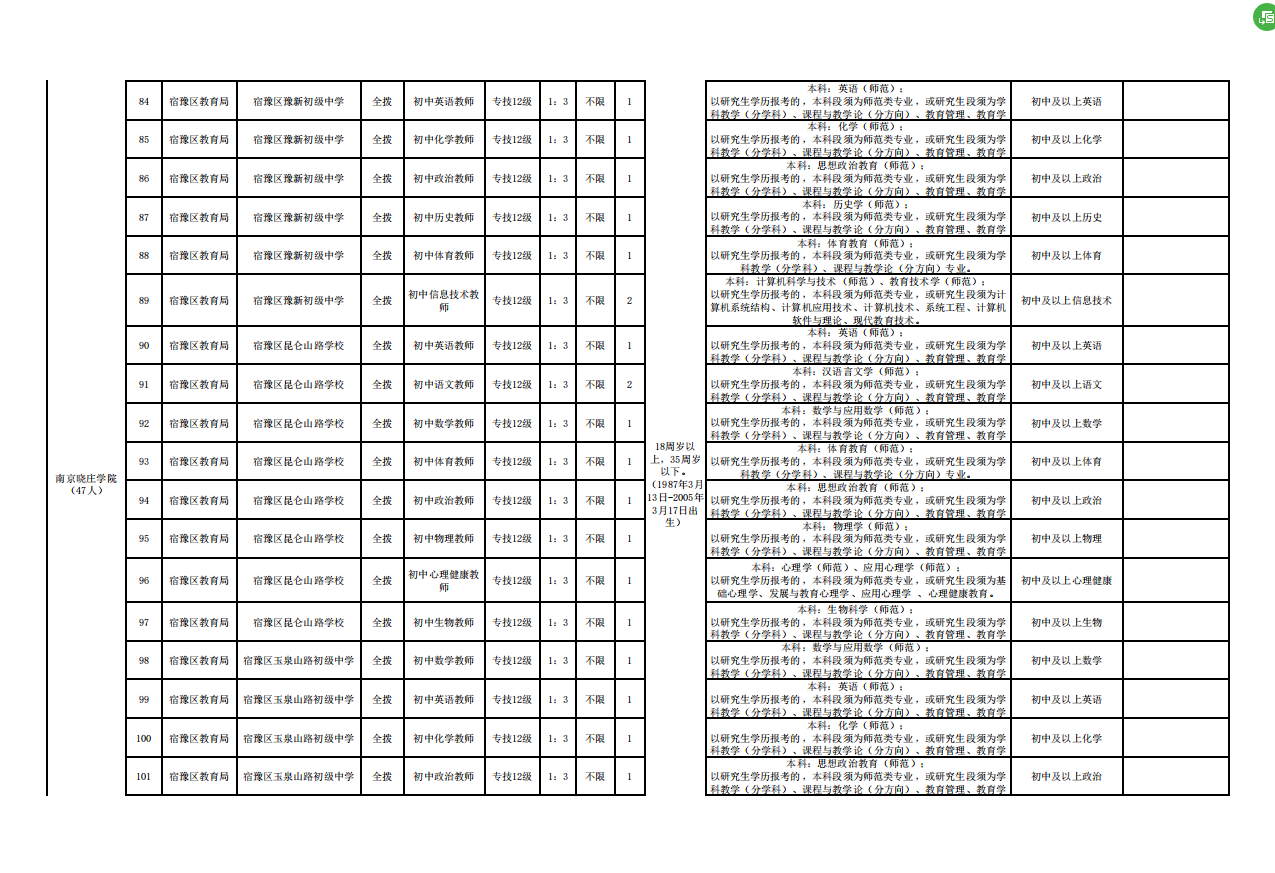 84 宿豫区教育局 宿豫区豫新初级中学 全拨 初中英语教师 专技12级 1：3 不限 1 本科：英语（师范）；
以研究生学历报考的，本科段须为师范类专业，或研究生段须为学
科教学（分学科）、课程与教学论（分方向）、教育管理、教育学 初中及以上英语
85 宿豫区教育局 宿豫区豫新初级中学 全拨 初中化学教师 专技12级 1：3 不限 1 本科：化学（师范）；
以研究生学历报考的，本科段须为师范类专业，或研究生段须为学
科教学（分学科）、课程与教学论（分方向）、教育管理、教育学 初中及以上化学
86 宿豫区教育局 宿豫区豫新初级中学 全拨 初中政治教师 专技12级 1：3 不限 1 本科：思想政治教育（师范）；
以研究生学历报考的，本科段须为师范类专业，或研究生段须为学
科教学（分学科）、课程与教学论（分方向）、教育管理、教育学 初中及以上政治
87 宿豫区教育局 宿豫区豫新初级中学 全拨 初中历史教师 专技12级 1：3 不限 1 本科：历史学（师范）；
以研究生学历报考的，本科段须为师范类专业，或研究生段须为学
科教学（分学科）、课程与教学论（分方向）、教育管理、教育学 初中及以上历史
88 宿豫区教育局 宿豫区豫新初级中学 全拨 初中体育教师 专技12级 1：3 不限 1 本科：体育教育（师范）；
以研究生学历报考的，本科段须为师范类专业，或研究生段须为学
科教学（分学科）、课程与教学论（分方向）专业。 初中及以上体育
89 宿豫区教育局 宿豫区豫新初级中学 全拨 初中信息技术教
师 专技12级 1：3 不限 2 本科：计算机科学与技术（师范）、教育技术学（师范）；
以研究生学历报考的，本科段须为师范类专业，或研究生段须为计
算机系统结构、计算机应用技术、计算机技术、系统工程、计算机
软件与理论、现代教育技术。 初中及以上信息技术
90 宿豫区教育局 宿豫区昆仑山路学校 全拨 初中英语教师 专技12级 1：3 不限 1 本科：英语（师范）；
以研究生学历报考的，本科段须为师范类专业，或研究生段须为学
科教学（分学科）、课程与教学论（分方向）、教育管理、教育学 初中及以上英语
91 宿豫区教育局 宿豫区昆仑山路学校 全拨 初中语文教师 专技12级 1：3 不限 2 本科：汉语言文学（师范）；
以研究生学历报考的，本科段须为师范类专业，或研究生段须为学
科教学（分学科）、课程与教学论（分方向）、教育管理、教育学 初中及以上语文
92 宿豫区教育局 宿豫区昆仑山路学校 全拨 初中数学教师 专技12级 1：3 不限 1 本科：数学与应用数学（师范）；
以研究生学历报考的，本科段须为师范类专业，或研究生段须为学
科教学（分学科）、课程与教学论（分方向）、教育管理、教育学 初中及以上数学
南京晓庄学院
（47人）
18周岁以
上，35周岁
以下。
（1987年3月
13日-2005年
3月17日出
生）
93 宿豫区教育局 宿豫区昆仑山路学校 全拨 初中体育教师 专技12级 1：3 不限 1 本科：体育教育（师范）；
以研究生学历报考的，本科段须为师范类专业，或研究生段须为学
科教学（分学科）、课程与教学论（分方向）专业。 初中及以上体育
94 宿豫区教育局 宿豫区昆仑山路学校 全拨 初中政治教师 专技12级 1：3 不限 1 本科：思想政治教育（师范）；
以研究生学历报考的，本科段须为师范类专业，或研究生段须为学
科教学（分学科）、课程与教学论（分方向）、教育管理、教育学 初中及以上政治
95 宿豫区教育局 宿豫区昆仑山路学校 全拨 初中物理教师 专技12级 1：3 不限 1 本科：物理学（师范）；
以研究生学历报考的，本科段须为师范类专业，或研究生段须为学
科教学（分学科）、课程与教学论（分方向）、教育管理、教育学 初中及以上物理
96 宿豫区教育局 宿豫区昆仑山路学校 全拨 初中心理健康教
师 专技12级 1：3 不限 1 本科：心理学（师范）、应用心理学（师范）；
以研究生学历报考的，本科段须为师范类专业，或研究生段须为基
础心理学、发展与教育心理学、应用心理学 、心理健康教育。 初中及以上心理健康
97 宿豫区教育局 宿豫区昆仑山路学校 全拨 初中生物教师 专技12级 1：3 不限 1 本科：生物科学（师范）；
以研究生学历报考的，本科段须为师范类专业，或研究生段须为学
科教学（分学科）、课程与教学论（分方向）、教育管理、教育学 初中及以上生物
98 宿豫区教育局 宿豫区玉泉山路初级中学 全拨 初中数学教师 专技12级 1：3 不限 1 本科：数学与应用数学（师范）；
以研究生学历报考的，本科段须为师范类专业，或研究生段须为学
科教学（分学科）、课程与教学论（分方向）、教育管理、教育学 初中及以上数学
99 宿豫区教育局 宿豫区玉泉山路初级中学 全拨 初中英语教师 专技12级 1：3 不限 1 本科：英语（师范）；
以研究生学历报考的，本科段须为师范类专业，或研究生段须为学
科教学（分学科）、课程与教学论（分方向）、教育管理、教育学 初中及以上英语
100 宿豫区教育局 宿豫区玉泉山路初级中学 全拨 初中化学教师 专技12级 1：3 不限 1 本科：化学（师范）；
以研究生学历报考的，本科段须为师范类专业，或研究生段须为学
科教学（分学科）、课程与教学论（分方向）、教育管理、教育学 初中及以上化学
101 宿豫区教育局 宿豫区玉泉山路初级中学 全拨 初中政治教师 专技12级 1：3 不限 1 本科：思想政治教育（师范）；
以研究生学历报考的，本科段须为师范类专业，或研究生段须为学
科教学（分学科）、课程与教学论（分方向）、教育管理、教育学 初中及以上政治